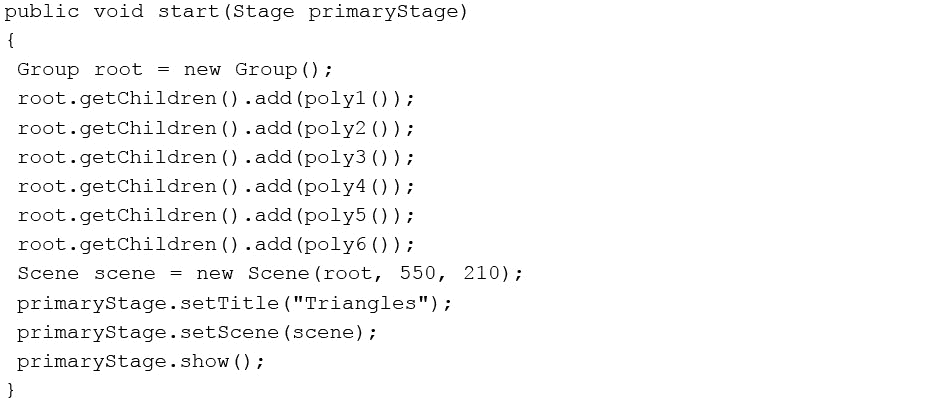 public void start(Stage primaryStage)
{
Group root = new Group();
root.getChildren().add(poly1());
root.getChildren().add(poly2());
root.getChildren().add(poly3());
root.getChildren().add(poly4());
root.getChildren().add(poly5());
root.getChildren().add(poly6());
Scene scene = new Scene(root, 550, 210);
primaryStage.setTitle("Triangles");
primaryStage.setScene(scene);
primaryStage.show();
}